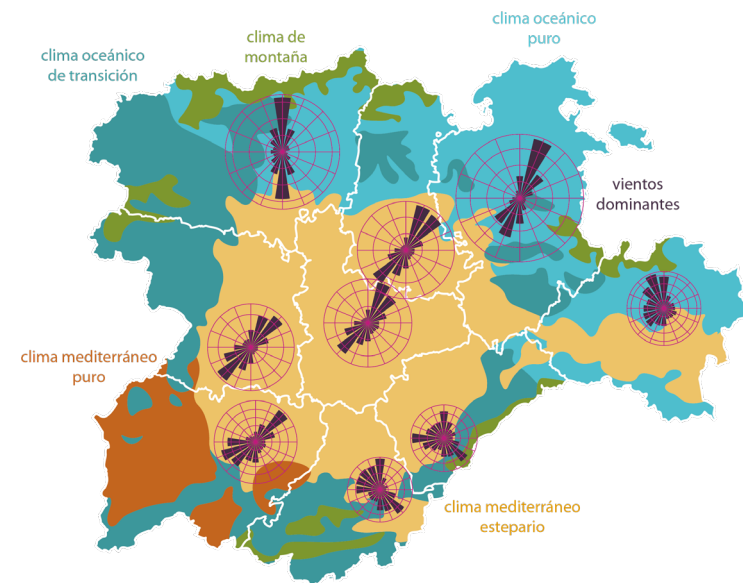 clima oceánico
puro
clima de
montaña
clima oceánico
de transición
vientos
dominantes
clima mediterráneo
puro
clima mediterráneo
estepario